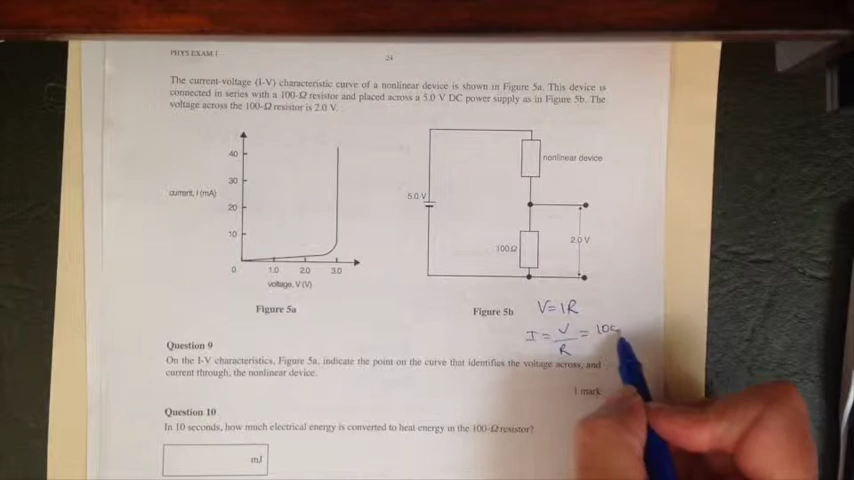 PHYS EXAM 1
24
The current-voltage (I-V) characteristic curve of a nonlinear device is shown in Figure 5a. This device is
connected in series with a 100-Ω resistor and placed across a 5.0 V DC power supply as in Figure 5b. The
voltage across the 100-Ω resistor is 2.0 V.
40
30
current, I (mA)
20
10
0
1.0 2.0 3.0
voltage, V (V)
Figure 5a
nonlinear device
5.0 V
100 Ω
2.0 V
Figure 5b
V=IR
I = V/R = 10
Question 9
On the I-V characteristics, Figure 5a, indicate the point on the curve that identifies the voltage across, and
current through, the nonlinear device.
1 mark
Question 10
In 10 seconds, how much electrical energy is converted to heat energy in the 100-Ω resistor?
mJ